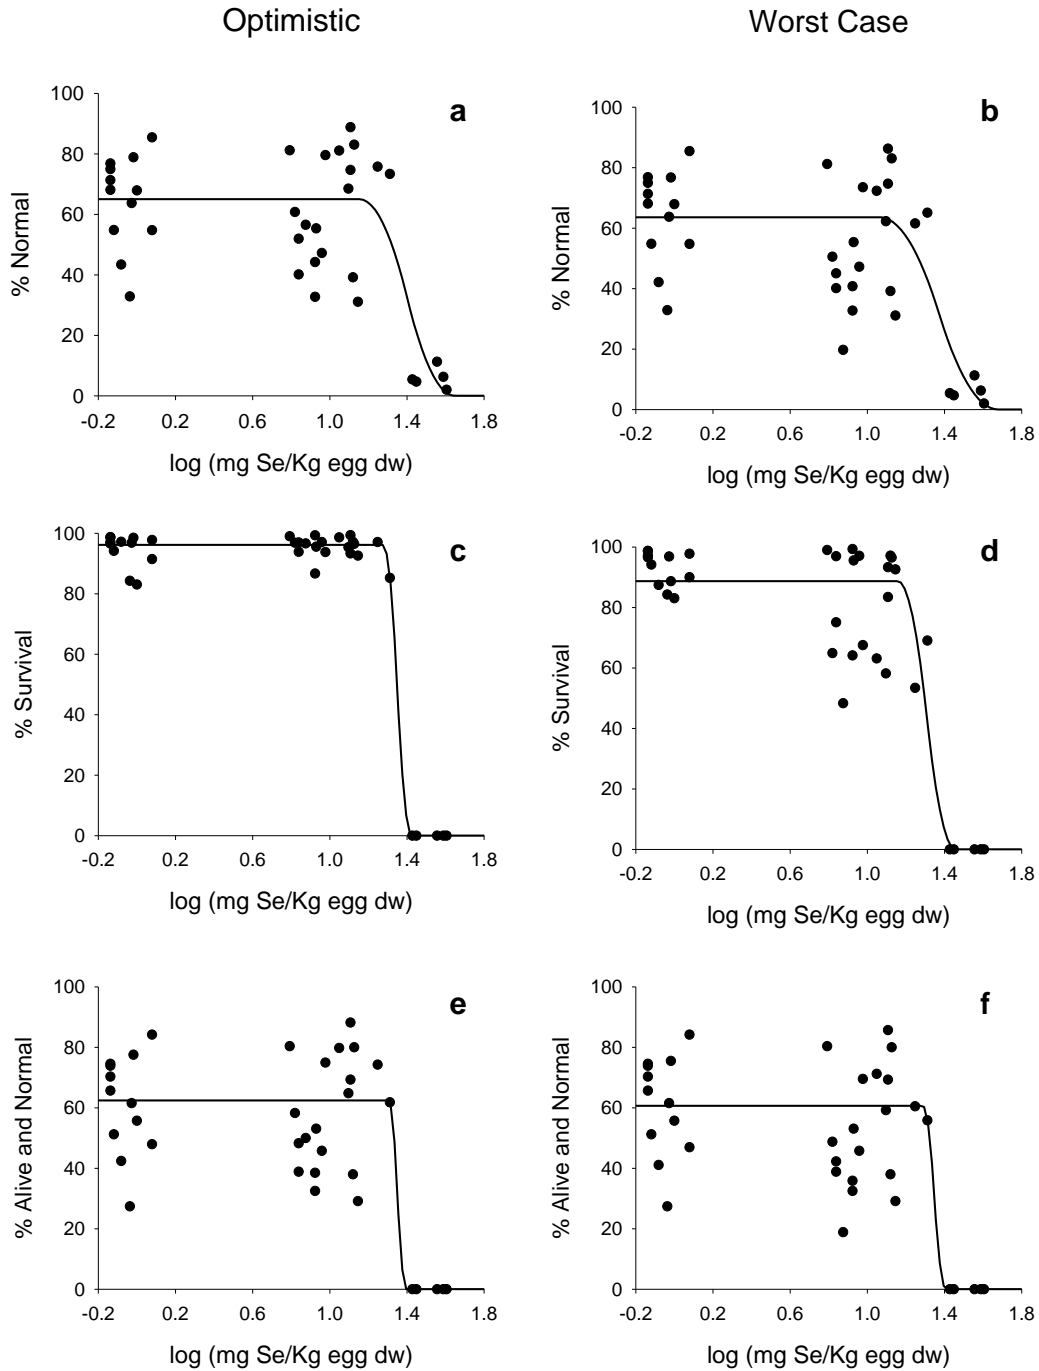 Optimistic
Worst Case
a
100
80
60
40
20
0
% Normal
-0.2 0.2 0.6 1.0 1.4 1.8
log (mg Se/Kg egg dw)
b
100
80
60
40
20
0
% Normal
-0.2 0.2 0.6 1.0 1.4 1.8
log (mg Se/Kg egg dw)
c
100
80
60
40
20
0
% Survival
-0.2 0.2 0.6 1.0 1.4 1.8
log (mg Se/Kg egg dw)
d
100
80
60
40
20
0
% Survival
-0.2 0.2 0.6 1.0 1.4 1.8
log (mg Se/Kg egg dw)
e
100
80
60
40
20
0
% Alive and Normal
-0.2 0.2 0.6 1.0 1.4 1.8
log (mg Se/Kg egg dw)
f
100
80
60
40
20
0
% Alive and Normal
-0.2 0.2 0.6 1.0 1.4 1.8
log (mg Se/Kg egg dw)